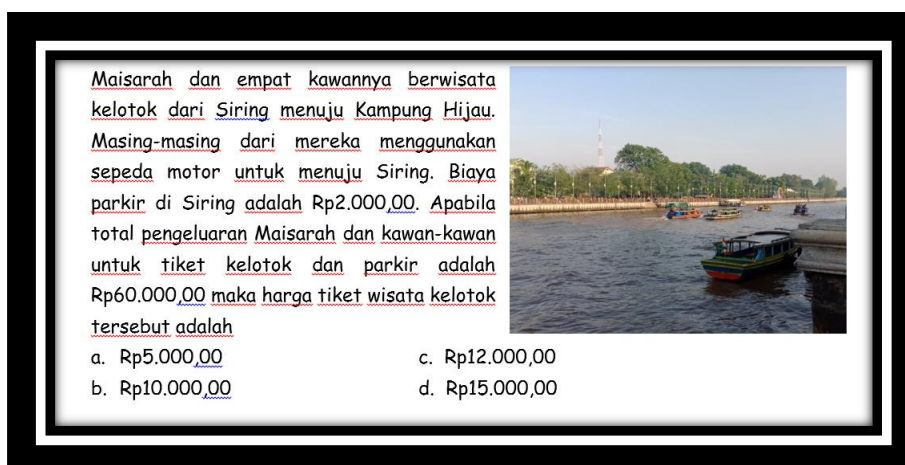 Maisarah dan empat kawannya berwisata
kelotok dari Siring menuju Kampung Hijau.
Masing-masing dari mereka menggunakan
sepeda motor untuk menuju Siring. Biaya
parkir di Siring adalah Rp2.000,00. Apabila
total pengeluaran Maisarah dan kawan-kawan
untuk tiket kelotok dan parkir adalah
Rp60.000,00 maka harga tiket wisata kelotok
tersebut adalah
a. Rp5.000,00 c. Rp12.000,00
b. Rp10.000,00 d. Rp15.000,00